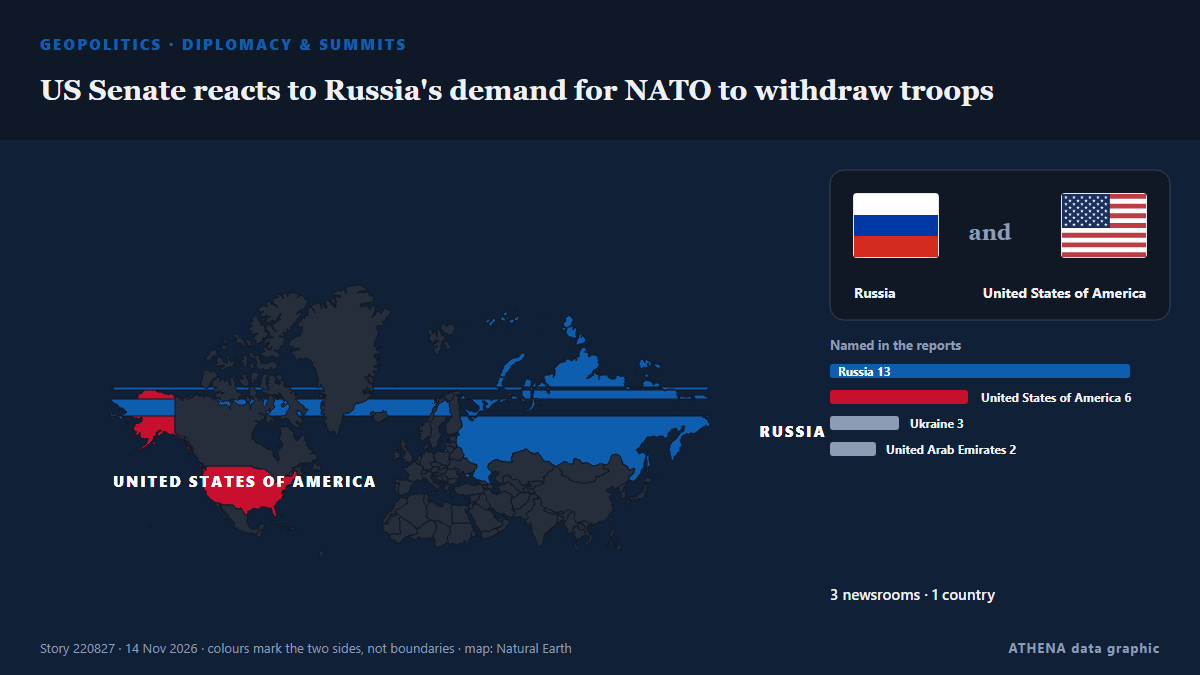 GEOPOLITICS · DIPLOMACY & SUMMITS
US Senate reacts to Russia's demand for NATO to withdraw troops
and
Russia
United States of America
Named in the reports
Russia 13
United States of America 6
Ukraine 3
United Arab Emirates 2
RUSSIA
UNITED STATES OF AMERICA
3 newsrooms · 1 country
Story 220827 · 14 Nov 2026 · colours mark the two sides, not boundaries · map: Natural Earth
ATHENA data graphic